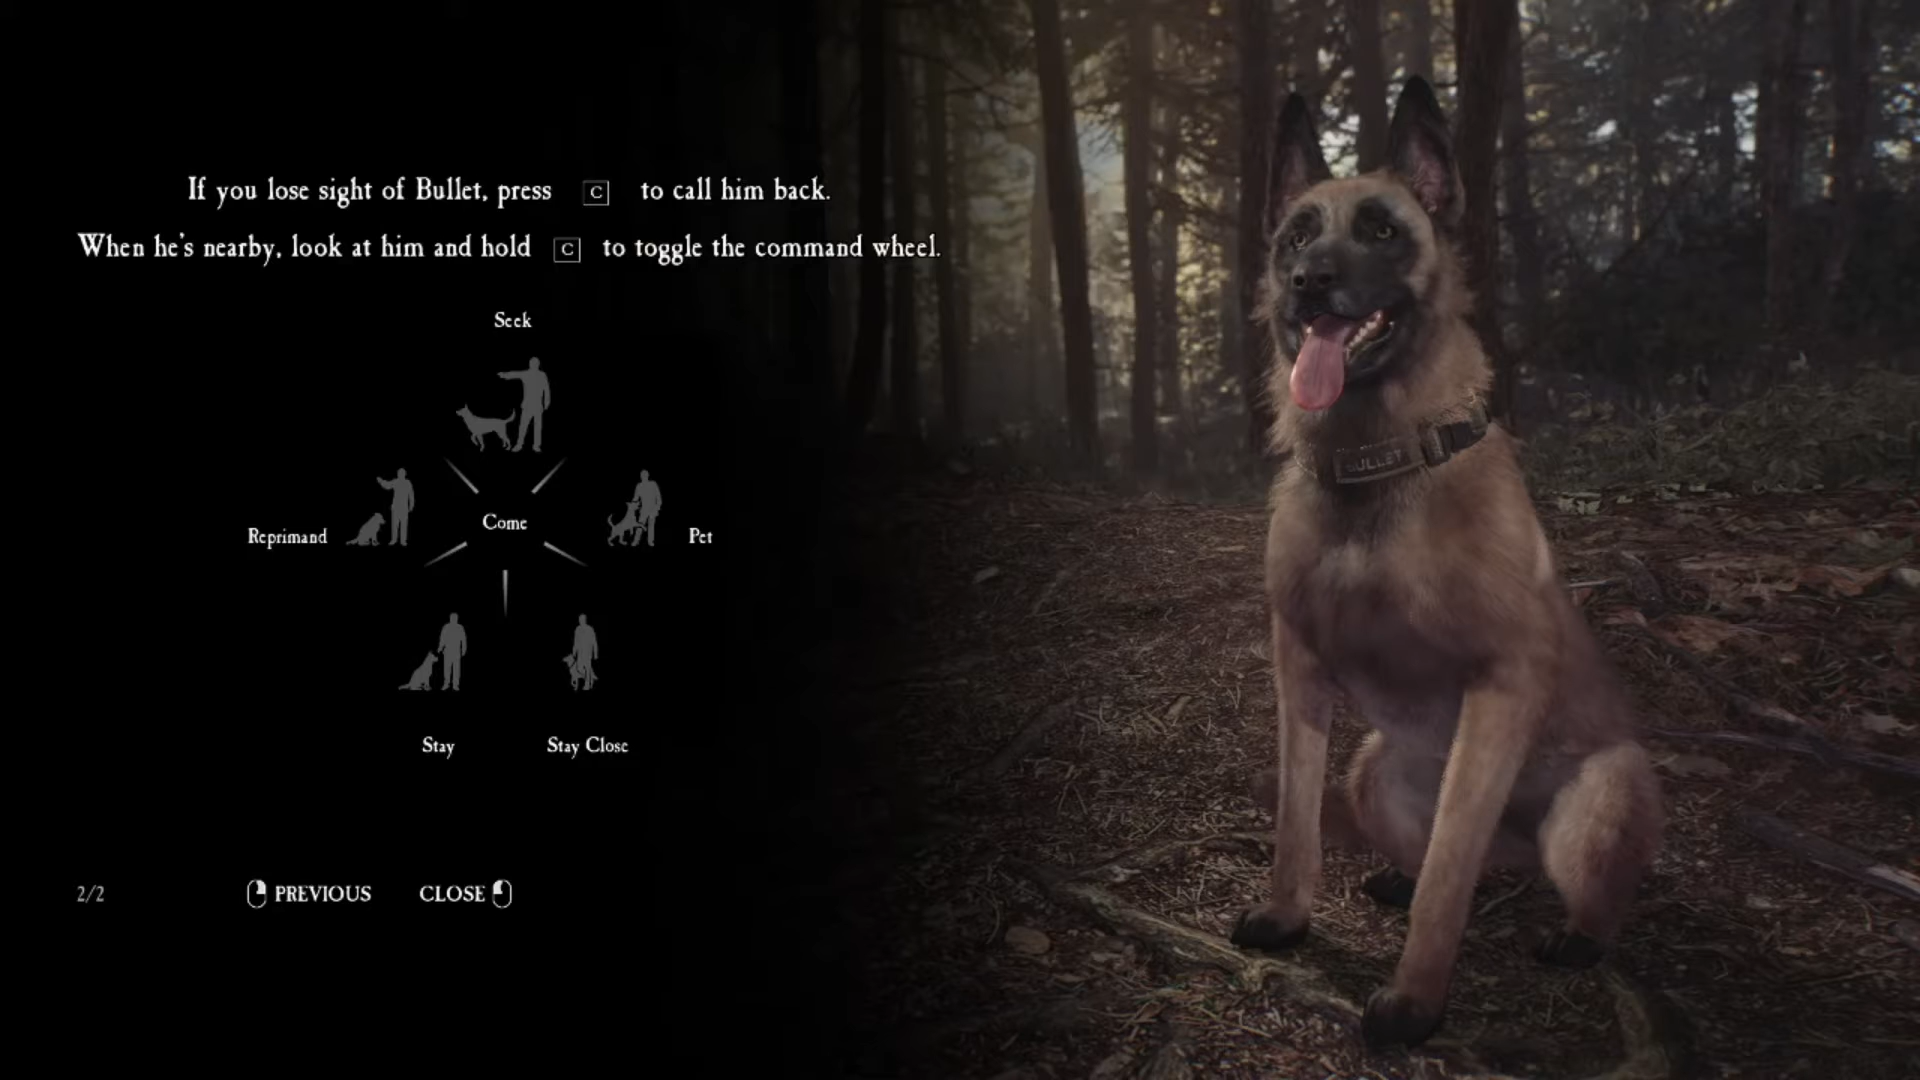 If you lose sight of Bullet, press C to call him back.
When he's nearby, look at him and hold C to toggle the command wheel.
Seek
Reprimand
Come
Pet
Stay
Stay Close
2/2
PREVIOUS
CLOSE
BULLET